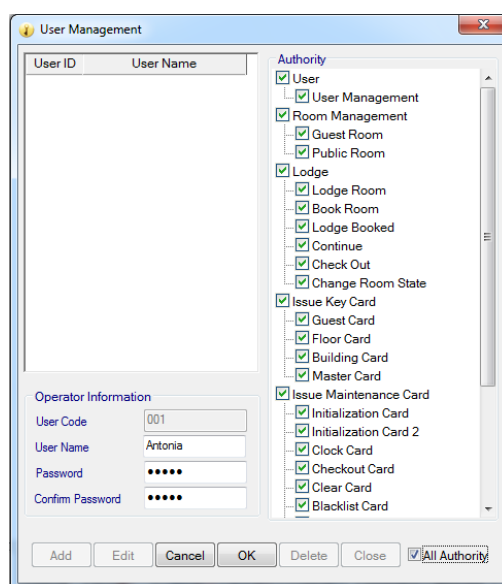 User Management
User ID User Name
Authority
User
User Management
Room Management
Guest Room
Public Room
Lodge
Lodge Room
Book Room
Lodge Booked
Continue
Check Out
Change Room State
Issue Key Card
Guest Card
Floor Card
Building Card
Master Card
Issue Maintenance Card
Initialization Card
Initialization Card 2
Clock Card
Checkout Card
Clear Card
Blacklist Card
Operator Information
User Code 001
User Name Antonia
Password •••••
Confirm Password •••••
Add Edit Cancel OK Delete Close All Authority